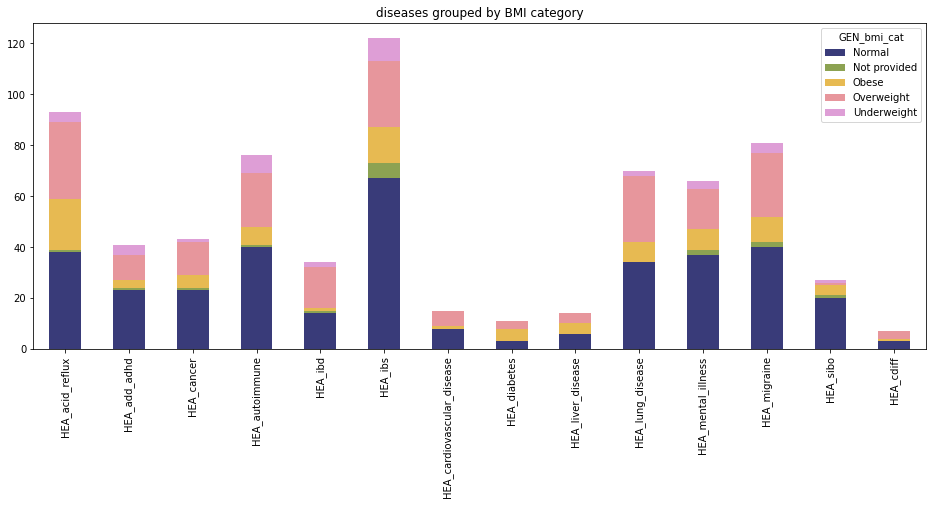 diseases grouped by BMI category
GEN_bmi_cat
Normal
Not provided
Obese
Overweight
Underweight
120
100
80
60
40
20
0
HEA_acid_reflux
HEA_add_adhd
HEA_cancer
HEA_autoimmune
HEA_ibd
HEA_ibs
HEA_cardiovascular_disease
HEA_diabetes
HEA_liver_disease
HEA_lung_disease
HEA_mental_illness
HEA_migraine
HEA_sibo
HEA_cdiff